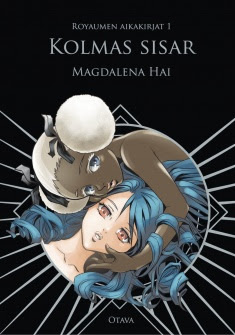 Royaumen aikakirjat 1
Kolmas sisar
Magdalena Hai
Otava